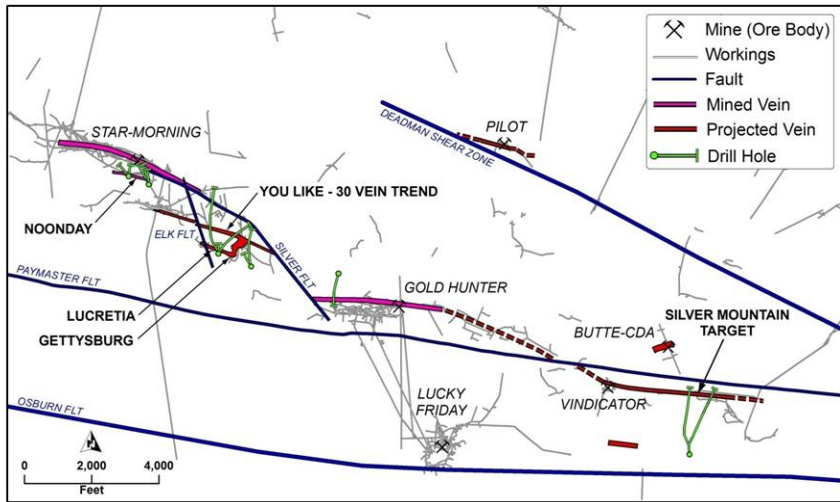 Mine (Ore Body)
Workings
Fault
Mined Vein
Projected Vein
Drill Hole
DEADMAN SHEAR ZONE
PILOT
STAR-MORNING
NOONDAY
YOU LIKE - 30 VEIN TREND
ELK FLT
SILVER FLT
PAYMASTER FLT
LUCRETIA
GETTYSBURG
GOLD HUNTER
BUTTE-CDA
SILVER MOUNTAIN
TARGET
LUCKY
FRIDAY
VINDICATOR
OSBURN FLT
0 2,000 4,000
Feet